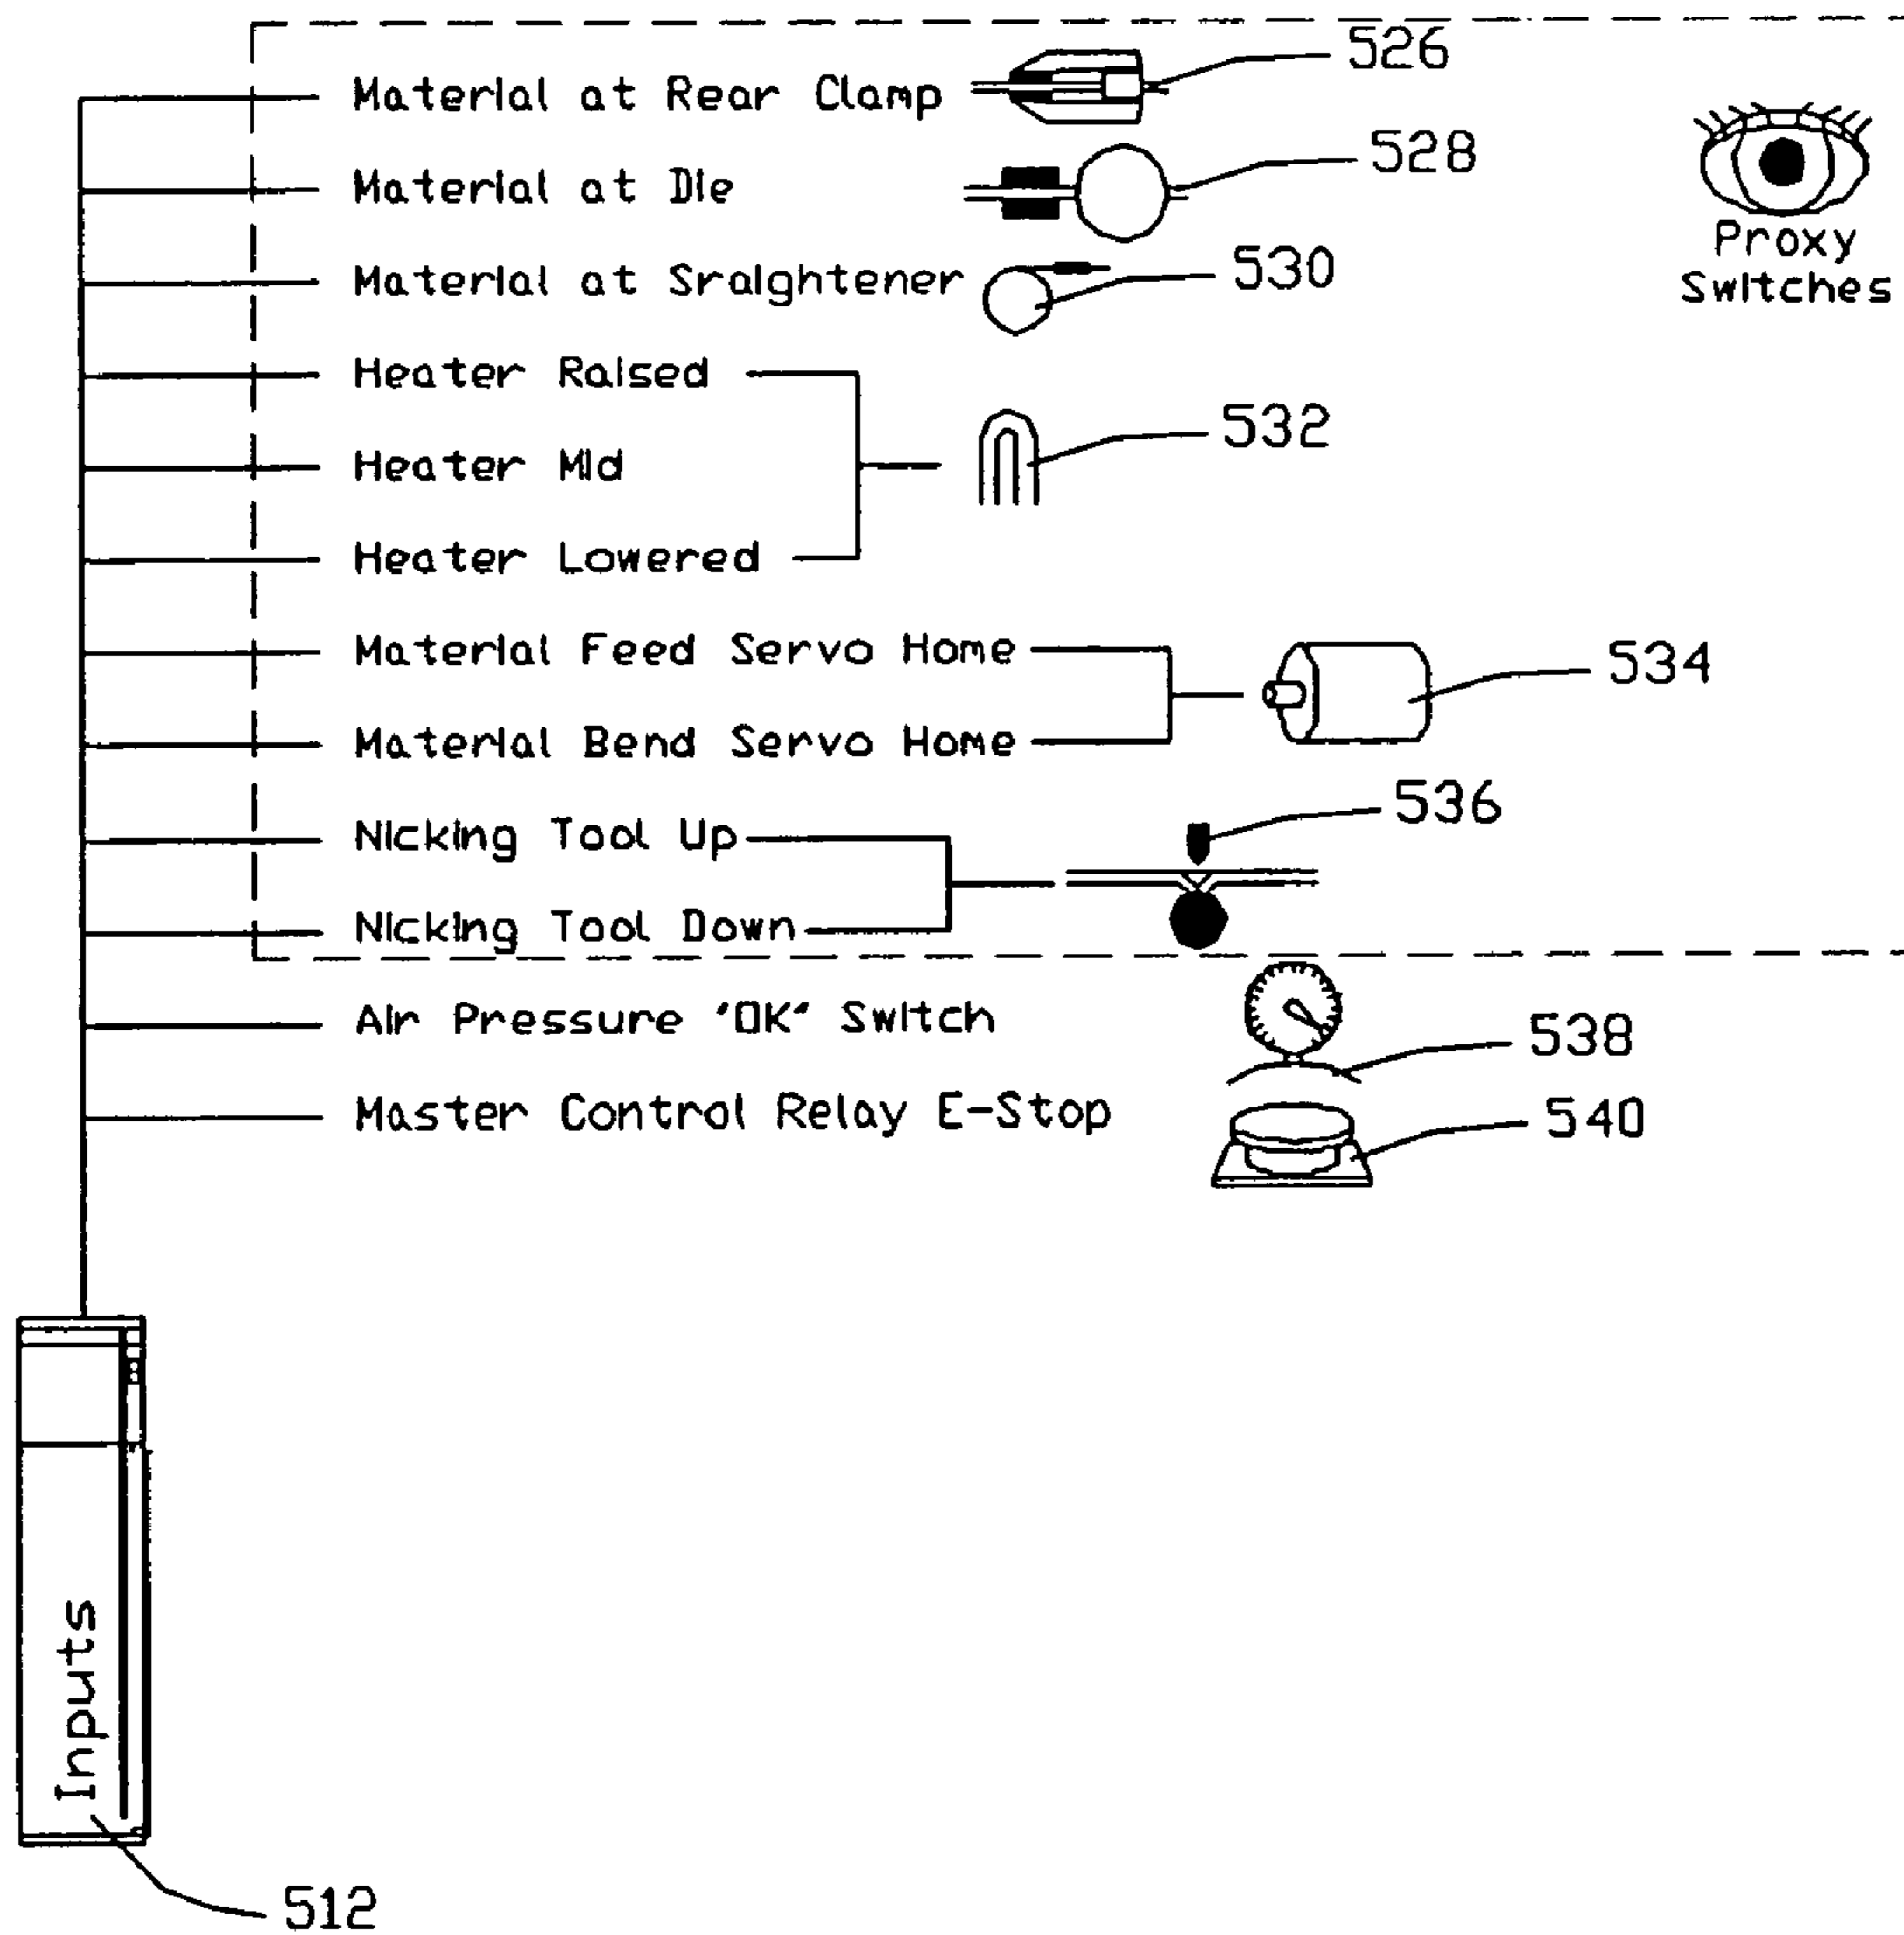 526
Material at Rear Clamp
528
Material at Die
Proxy
Switches
530
Material at Sraightener
Heater Raised
532
Heater Mid
Heater Lowered
Material Feed Servo Home
534
Material Bend Servo Home
536
Nicking Tool Up
Nicking Tool Down
Air Pressure "OK" Switch
538
Master Control Relay E-Stop
540
Inputs
512